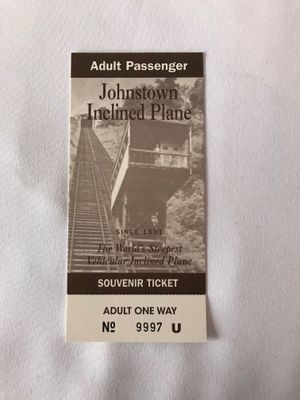 Adult Passenger
Johnstown
Inclined Plane
SINCE 1891
The World's Steepest
Vehicular Inclined Plane
SOUVENIR TICKET
ADULT ONE WAY
№ 9997 U